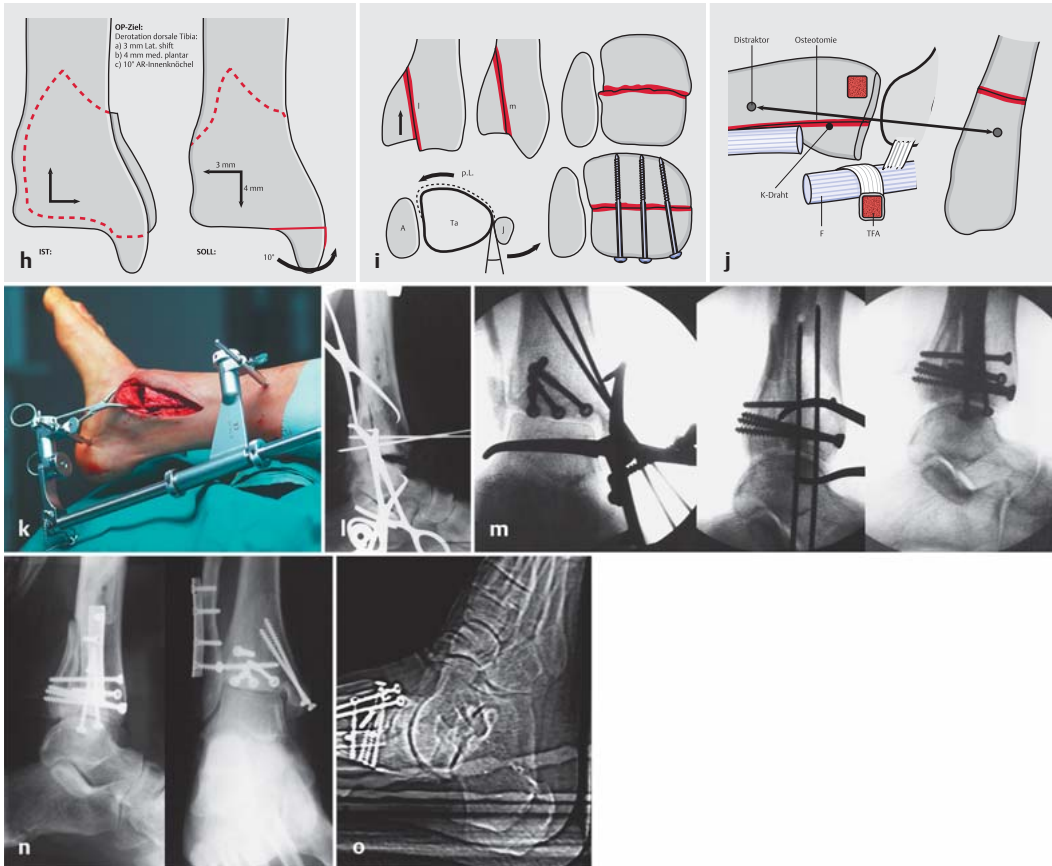 OP-Ziel:
Derotation dorsale Tibia:
a) 3 mm Lat. shift
b) 4 mm med. plantar
c) 10° AR-Innenknöchel
3 mm
4 mm
IST:
SOLL:
10°
h
l
m
p.L.
A
Ta
J
i
Distraktor
Osteotomie
K-Draht
F
TFA
j
k
l
m
n
o